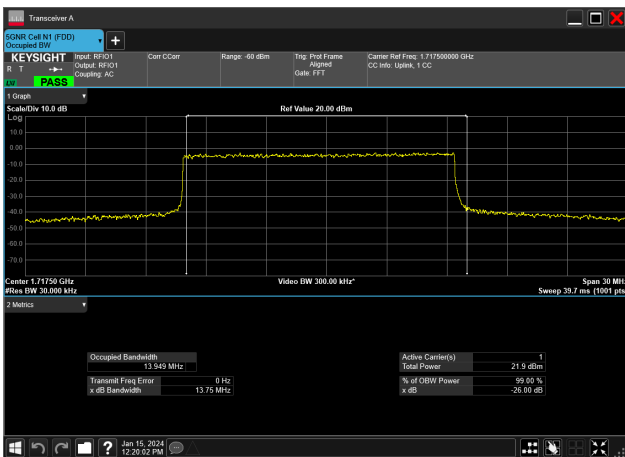 Transceiver A
5GNR Cell N1 (FDD)
Occupied BW
KEYSIGHT
R T
LV
PASS
Input: RFIO1
Output: RFIO1
Coupling: AC
Corr CCorr
Range: -60 dBm
Trig: Prot Frame
Aligned
Gate: FFT
Carrier Ref Freq: 1.717500000 GHz
CC Info: Uplink, 1 CC
1 Graph
Scale/Div 10.0 dB
Ref Value 20.00 dBm
Log
10.0
0.00
-10.0
-20.0
-30.0
-40.0
-50.0
-60.0
-70.0
Center 1.71750 GHz
Video BW 300.00 kHz*
Span 30 MHz
#Res BW 30.000 kHz
Sweep 39.7 ms (1001 pts
2 Metrics
Occupied Bandwidth
13.949 MHz
Active Carrier(s) 1
Total Power 21.9 dBm
Transmit Freq Error 0 Hz
x dB Bandwidth 13.75 MHz
% of OBW Power 99.00 %
x dB -26.00 dB
Jan 15, 2024
12:20:02 PM